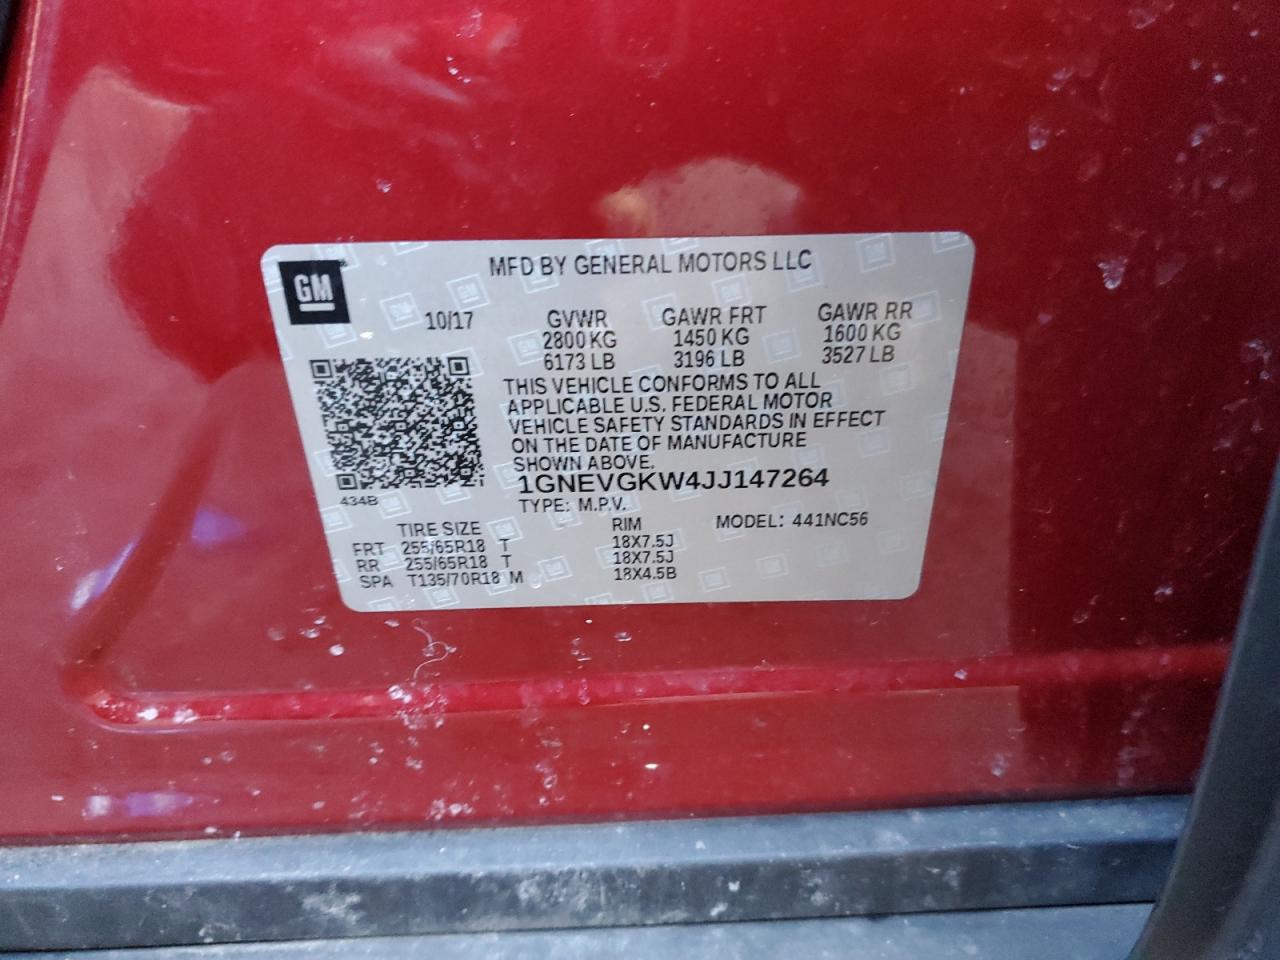 GM
MFD BY GENERAL MOTORS LLC
10/17 GVWR GAWR FRT GAWR RR
2800 KG 1450 KG 1600 KG
6173 LB 3196 LB 3527 LB
THIS VEHICLE CONFORMS TO ALL
APPLICABLE U.S. FEDERAL MOTOR
VEHICLE SAFETY STANDARDS IN EFFECT
ON THE DATE OF MANUFACTURE
SHOWN ABOVE.
1GNEVGKW4JJ147264
434B
TYPE: M.P.V.
TIRE SIZE RIM MODEL: 441NC56
FRT 255/65R18 T 18X7.5J
RR 255/65R18 T 18X7.5J
SPA T135/70R18 M 18X4.5B